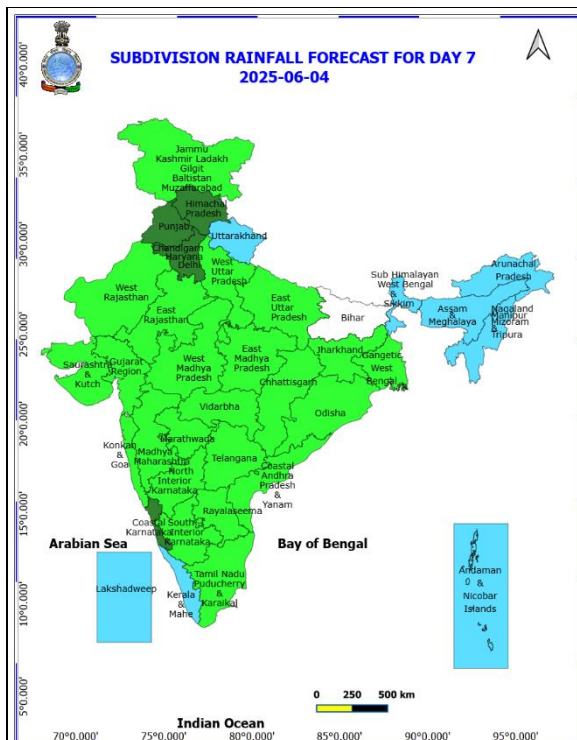 SUBDIVISION RAINFALL FORECAST FOR DAY 7
2025-06-04
40°0.000'
35°0.000'
30°0.000'
25°0.000'
20°0.000'
15°0.000'
10°0.000'
5°0.000'
Jammu
Kashmir Ladakh
Gilgit
Baltistan
Muzaffarabad
Himachal
Pradesh
Punjab
Chandigarh
Haryana
Delhi
Uttarakhand
West
Uttar
Pradesh
West
Rajasthan
East
Rajasthan
East
Uttar
Pradesh
Bihar
Sub Himalayan
West Bengal
&
Sikkim
Arunachal
Pradesh
Assam
&
Meghalaya
Nagaland
Manipur
Mizoram
&
Tripura
Saurashtra
&
Kutch
Gujarat
Region
West
Madhya
Pradesh
East
Madhya
Pradesh
Jharkhand
Gangetic
West
Bengal
Chhattisgarh
Odisha
Vidarbha
Konkan
&
Goa
Madhya
Maharashtra
Marathwada
Telangana
North
Interior
Karnataka
Coastal
Andhra
Pradesh
&
Yanam
Rayalaseema
Coastal
Karnataka
South
Interior
Karnataka
Arabian Sea
Bay of Bengal
Lakshadweep
Kerala
&
Mahe
Tamil Nadu
Puducherry
&
Karaikal
Andaman
&
Nicobar
Islands
0 250 500 km
Indian Ocean
70°0.000' 75°0.000' 80°0.000' 85°0.000' 90°0.000' 95°0.000'